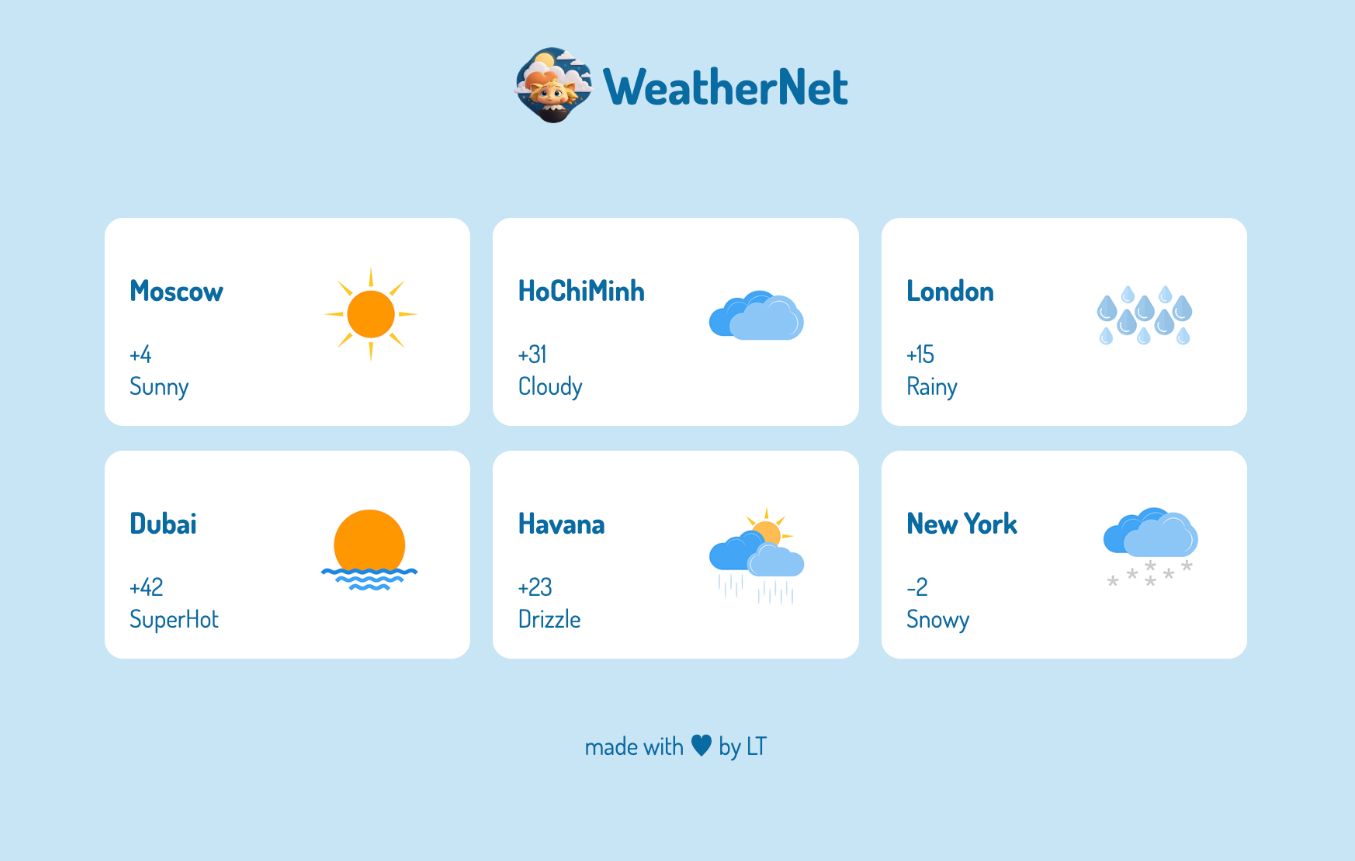 WeatherNet
Moscow
+4
Sunny
HoChiMinh
+31
Cloudy
London
+15
Rainy
Dubai
+42
SuperHot
Havana
+23
Drizzle
New York
-2
Snowy
made with ♥ by LT